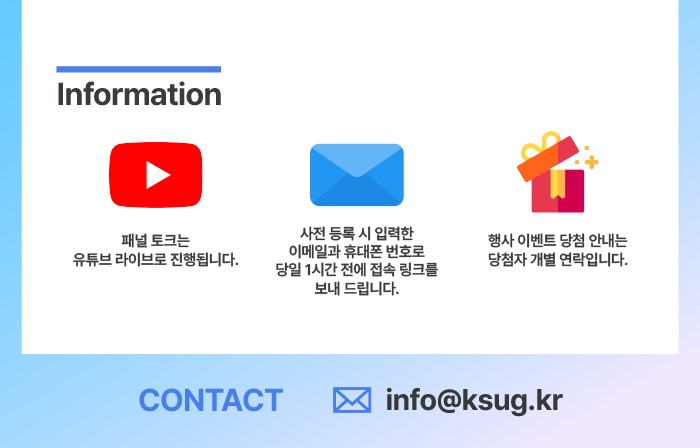 Information
패널 토크는
유튜브 라이브로 진행됩니다.
사전 등록 시 입력한
이메일과 휴대폰 번호로
당일 1시간 전에 접속 링크를
보내 드립니다.
행사 이벤트 당첨 안내는
당첨자 개별 연락입니다.
CONTACT
info@ksug.kr